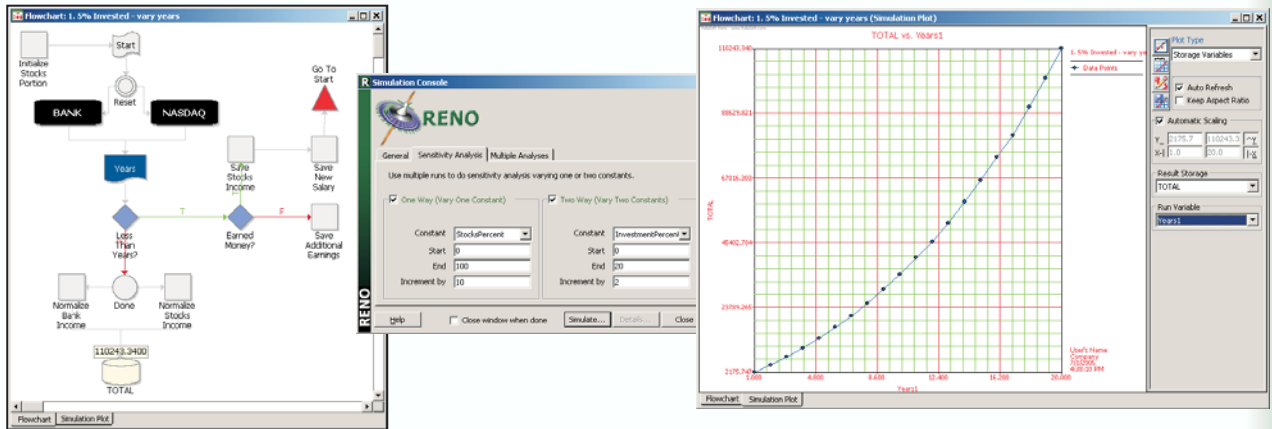 Flowchart: 1. 5% Invested - vary years
Initialize
Stocks
Portion
Start
Reset
BANK
NASDAQ
Go To
Start
Years
Save
Stocks
Income
Save
New
Salary
T
T
F
Less
Than
Years?
Earned
Money?
Save
Additional
Earnings
Normalize
Bank
Income
Done
Normalize
Stocks
Income
110243.3400
TOTAL
Flowchart
Simulation Plot
R Simulation Console
RENO
General
Sensitivity Analysis
Multiple Analyses
Use multiple runs to do sensitivity analysis varying one or two constants.
One Way (Vary One Constant)
Constant StocksPercent
Start 0
End 100
Increment by 10
Two Way (Vary Two Constants)
Constant InvestmentPercent
Start 0
End 20
Increment by 2
RENO
Help
Close window when done
Simulate...
Details...
Close
Flowchart: 1. 5% Invested - vary years (Simulation Plot)
TOTAL vs. Years1
110243.340
88629.821
67016.303
45402.784
23789.265
2175.747
TOTAL
1.000
4.800
8.600
12.400
16.200
20.000
Years1
1. 5% Invested - vary ye
Data Points
User's Name
Company
4:38:10 PM
Flowchart
Simulation Plot
Plot Type
Storage Variables
Auto Refresh
Keep Aspect Ratio
Automatic Scaling
Y_ 2175.7 110243.3
X-| 1.0 20.0
Result Storage
TOTAL
Run Variable
Years1